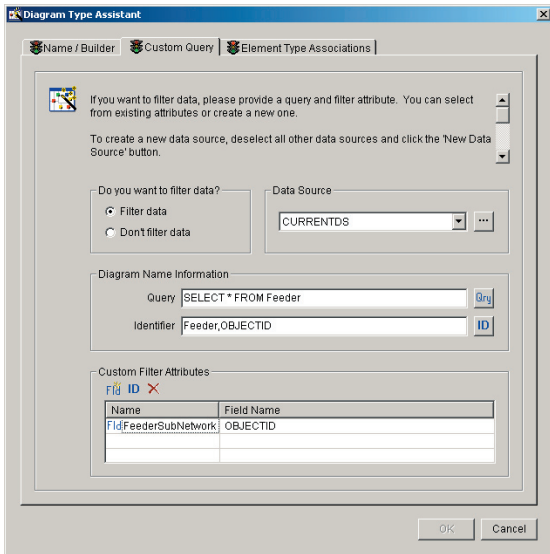 Diagram Type Assistant
Name / Builder
Custom Query
Element Type Associations
If you want to filter data, please provide a query and filter attribute. You can select
from existing attributes or create a new one.
To create a new data source, deselect all other data sources and click the 'New Data
Source' button.
Do you want to filter data?
Filter data
Don't filter data
Data Source
CURRENTDS
...
Diagram Name Information
Query
SELECT * FROM Feeder
Qry
Identifier
Feeder,OBJECTID
ID
Custom Filter Attributes
Fld ID
Name
Field Name
Fld FeederSubNetwork
OBJECTID
OK
Cancel